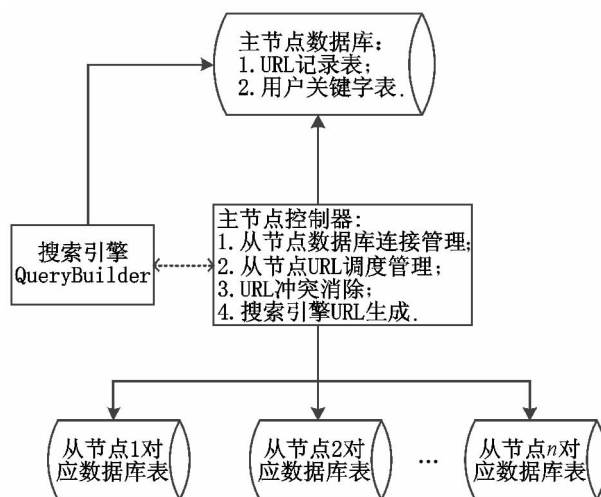 主节点数据库：
1.URL记录表；
2.用户关键字表.
主节点控制器：
1.从节点数据库连接管理；
2.从节点URL调度管理；
3.URL冲突消除；
4.搜索引擎URL生成.
搜索引擎
QueryBuilder
从节点1对
应数据库表
从节点2对
应数据库表
…
从节点n对
应数据库表